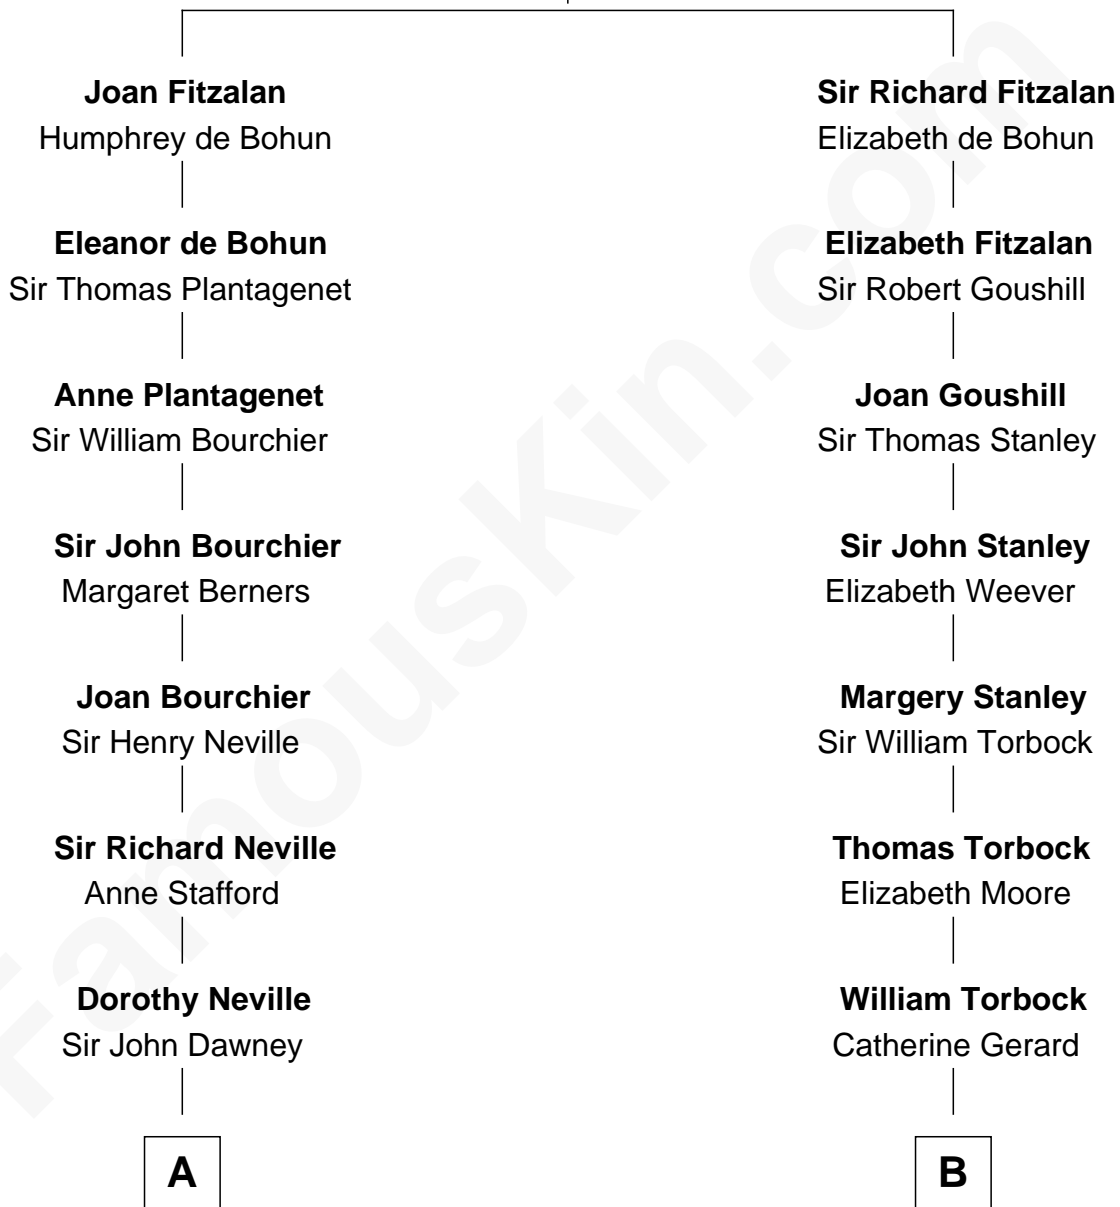 Joan Fitzalan
Humphrey de Bohun
Eleanor de Bohun
Sir Thomas Plantagenet
Anne Plantagenet
Sir William Bourchier
Sir John Bourchier
Margaret Berners
Joan Bourchier
Sir Henry Neville
Sir Richard Neville
Anne Stafford
Dorothy Neville
Sir John Dawney
A
Sir Richard Fitzalan
Elizabeth de Bohun
Elizabeth Fitzalan
Sir Robert Goushill
Joan Goushill
Sir Thomas Stanley
Sir John Stanley
Elizabeth Weever
Margery Stanley
Sir William Torbock
Thomas Torbock
Elizabeth Moore
William Torbock
Catherine Gerard
B
FamousKin.com